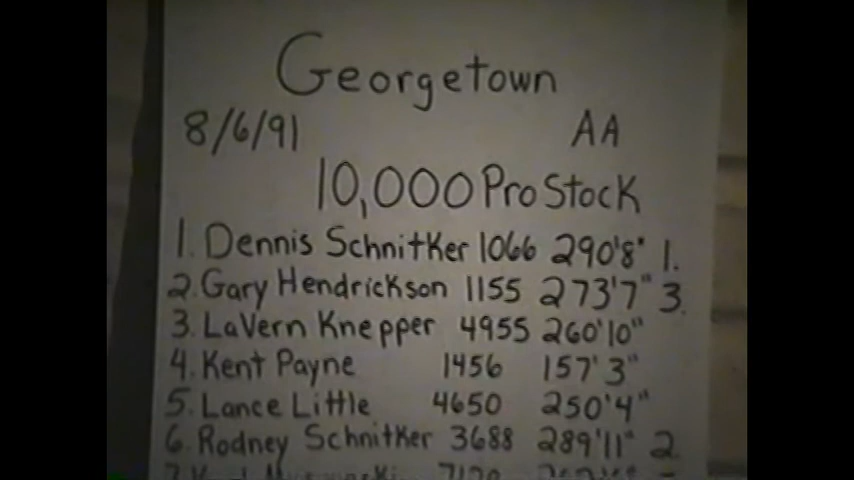 Georgetown
8/6/91 AA
10,000 Pro Stock
1. Dennis Schnitker 1066 290'8" 1.
2. Gary Hendrickson 1155 273'7" 3.
3. LaVern Knepper 4955 260'10"
4. Kent Payne 1456 157'3"
5. Lance Little 4650 250'4"
6. Rodney Schnitker 3688 289'11" 2.
7.